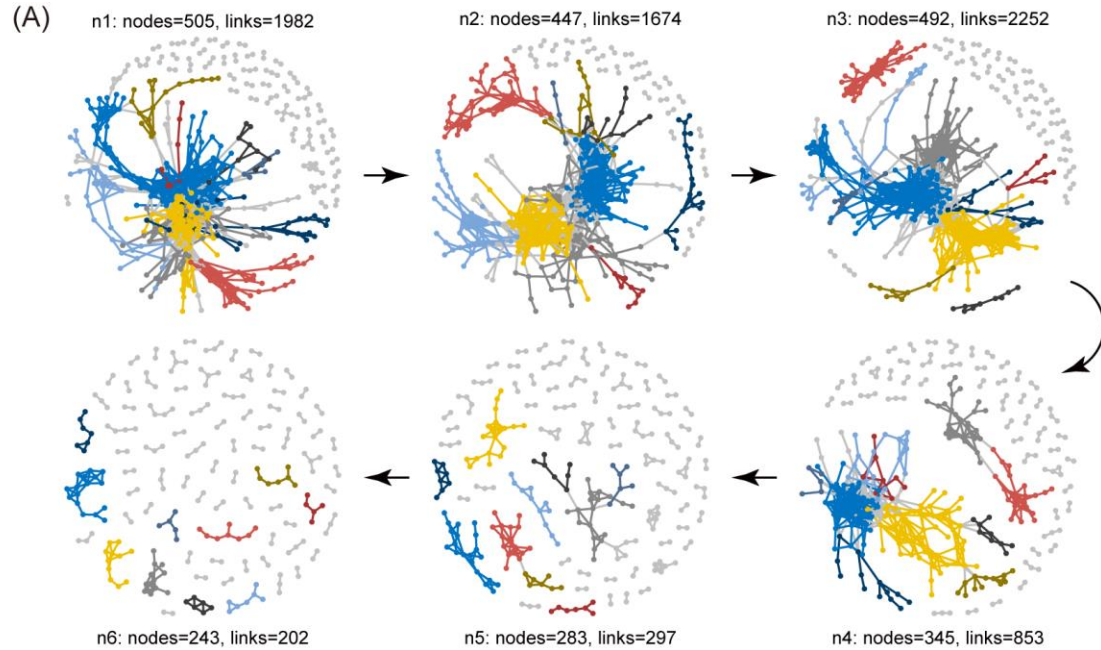 (A)
n1: nodes=505, links=1982
n2: nodes=447, links=1674
n3: nodes=492, links=2252
n6: nodes=243, links=202
n5: nodes=283, links=297
n4: nodes=345, links=853